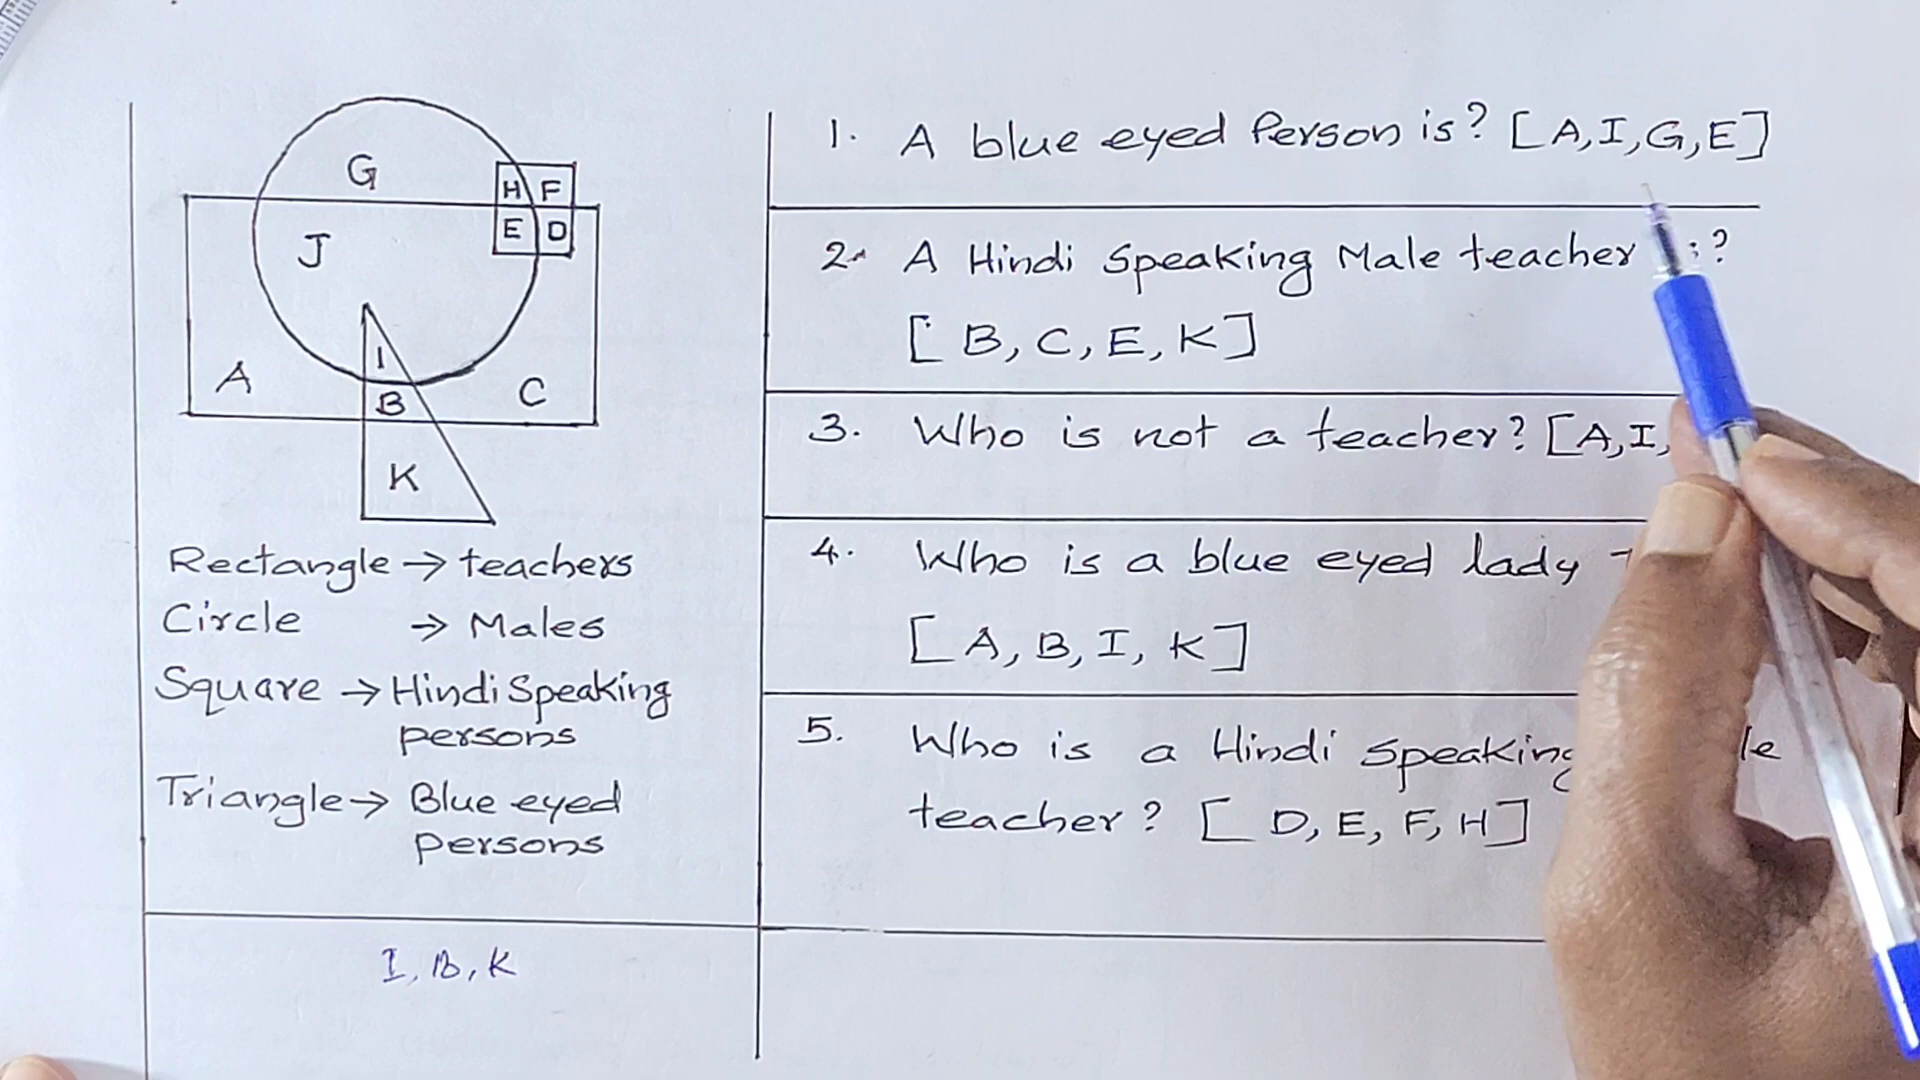 G
H F
J
E D
I
A
C
B
K
Rectangle → teachers
Circle → Males
Square → Hindi Speaking
persons
Triangle → Blue eyed
persons
I, B, K
1. A blue eyed Person is? [A, I, G, E]
2. A Hindi Speaking Male teacher ?
[ B, C, E, K]
3. Who is not a teacher? [A, I,
4. Who is a blue eyed lady
[ A, B, I, K]
5. Who is a Hindi Speaking
teacher? [ D, E, F, H]